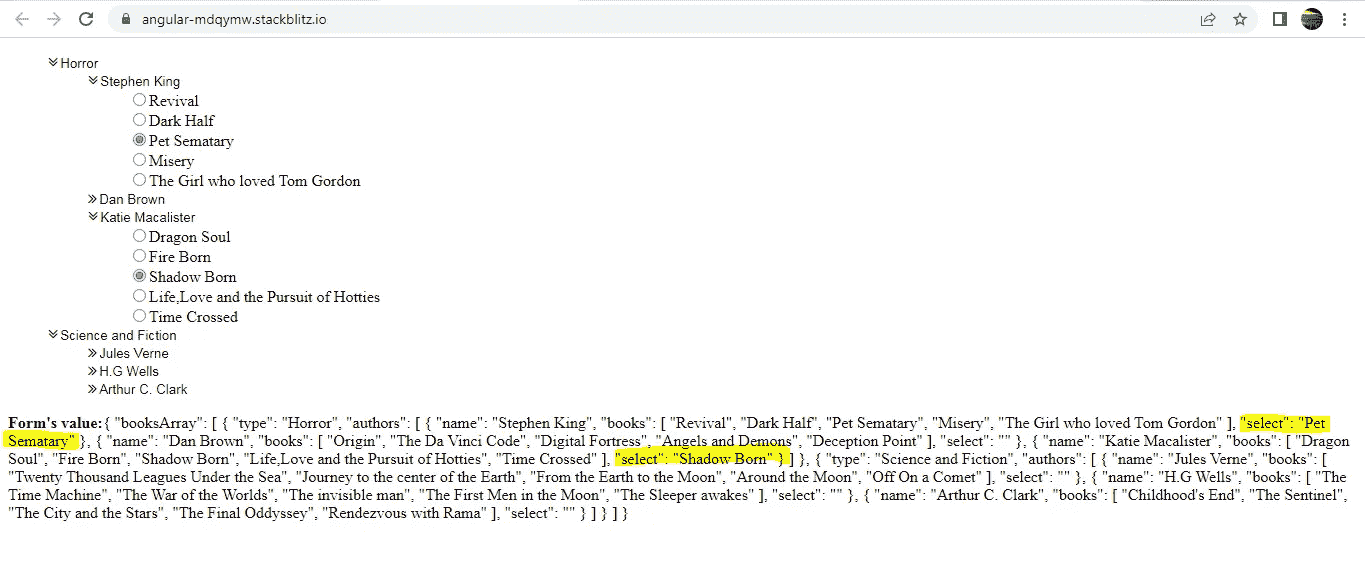 angular-mdqymw.stackblitz.io
Horror
Stephen King
Revival
Dark Half
Pet Sematary
Misery
The Girl who loved Tom Gordon
Dan Brown
Katie Macalister
Dragon Soul
Fire Born
Shadow Born
Life,Love and the Pursuit of Hotties
Time Crossed
Science and Fiction
Jules Verne
H.G Wells
Arthur C. Clark
Form's value:{ "booksArray": [ { "type": "Horror", "authors": [ { "name": "Stephen King", "books": [ "Revival", "Dark Half", "Pet Sematary", "Misery", "The Girl who loved Tom Gordon" ], "select": "Pet
Sematary" }, { "name": "Dan Brown", "books": [ "Origin", "The Da Vinci Code", "Digital Fortress", "Angels and Demons", "Deception Point" ], "select": "" }, { "name": "Katie Macalister", "books": [ "Dragon
Soul", "Fire Born", "Shadow Born", "Life,Love and the Pursuit of Hotties", "Time Crossed" ], "select": "Shadow Born" } ] }, { "type": "Science and Fiction", "authors": [ { "name": "Jules Verne", "books": [
"Twenty Thousand Leagues Under the Sea", "Journey to the center of the Earth", "From the Earth to the Moon", "Around the Moon", "Off On a Comet" ], "select": "" }, { "name": "H.G Wells", "books": [ "The
Time Machine", "The War of the Worlds", "The invisible man", "The First Men in the Moon", "The Sleeper awakes" ], "select": "" }, { "name": "Arthur C. Clark", "books": [ "Childhood's End", "The Sentinel",
"The City and the Stars", "The Final Oddyssey", "Rendezvous with Rama" ], "select": "" } ] } ] }